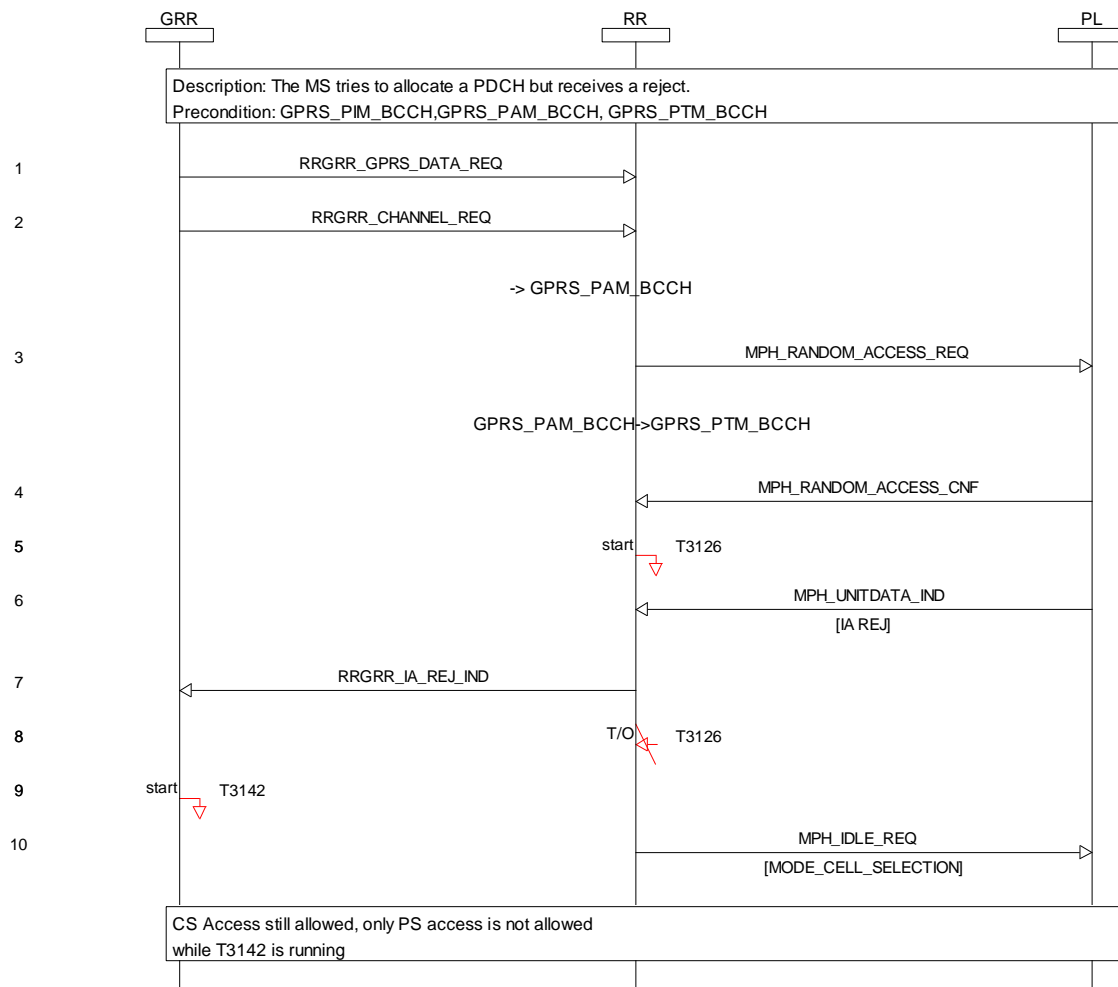 GRR RR PL
Description: The MS tries to allocate a PDCH but receives a reject.
Precondition: GPRS_PIM_BCCH,GPRS_PAM_BCCH, GPRS_PTM_BCCH
1 RRGRR_GPRS_DATA_REQ
2 RRGRR_CHANNEL_REQ
-> GPRS_PAM_BCCH
3 MPH_RANDOM_ACCESS_REQ
GPRS_PAM_BCCH->GPRS_PTM_BCCH
4 MPH_RANDOM_ACCESS_CNF
5 start T3126
6 MPH_UNITDATA_IND
[IA REJ]
7 RRGRR_IA_REJ_IND
8 T/O T3126
9 start T3142
10 MPH_IDLE_REQ
[MODE_CELL_SELECTION]
CS Access still allowed, only PS access is not allowed
while T3142 is running